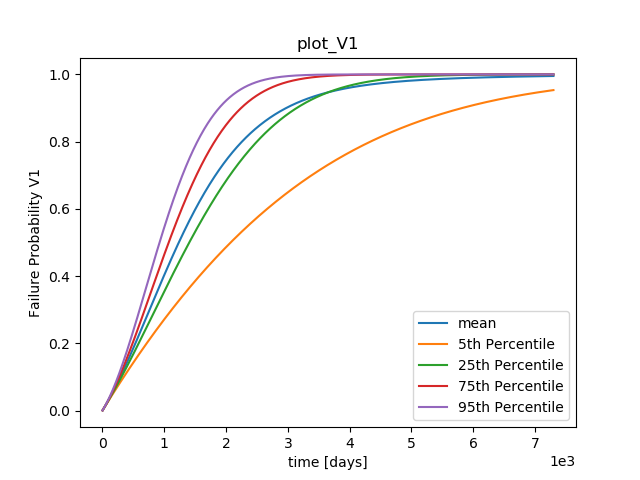 plot_V1
Failure Probability V1
1.0
0.8
0.6
0.4
0.2
0.0
mean
5th Percentile
25th Percentile
75th Percentile
95th Percentile
0 1 2 3 4 5 6 7
1e3
time [days]